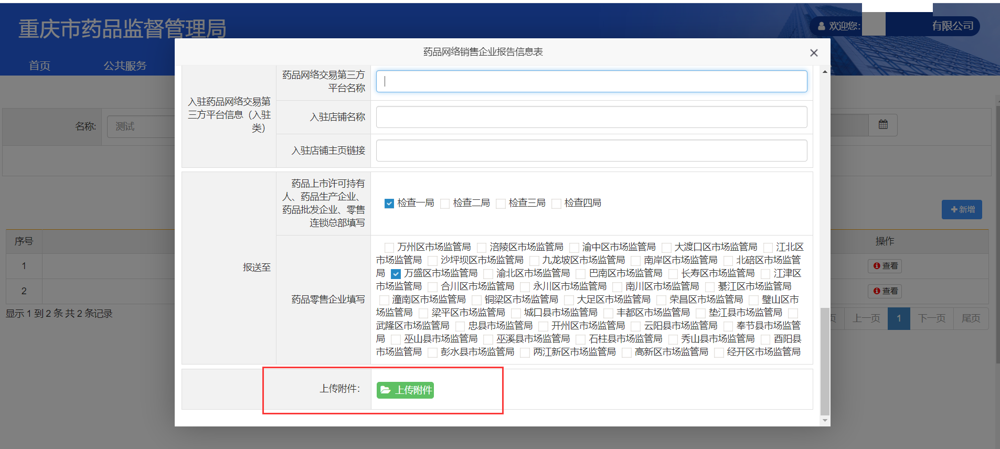 重庆市药品监督管理局
欢迎您:
有限公司
首页
公共服务
药品网络销售企业报告信息表
药品网络交易第三方
平台名称
入驻药品网络交易第
三方平台信息（入驻
类）
入驻店铺名称
入驻店铺主页链接
名称:
测试
药品上市许可持有
人、药品生产企业、
药品批发企业、零售
连锁总部填写
检查一局 检查二局 检查三局 检查四局
新增
序号
操作
1
查看
2
查看
显示 1 到 2 条 共 2 条记录
页 上一页 1 下一页 尾页
报送至
药品零售企业填写
万州区市场监管局 涪陵区市场监管局 渝中区市场监管局 大渡口区市场监管局 江北区
市场监管局 沙坪坝区市场监管局 九龙坡区市场监管局 南岸区市场监管局 北碚区市场监管
局 万盛区市场监管局 渝北区市场监管局 巴南区市场监管局 长寿区市场监管局 江津区
市场监管局 合川区市场监管局 永川区市场监管局 南川区市场监管局 綦江区市场监管局
潼南区市场监管局 铜梁区市场监管局 大足区市场监管局 荣昌区市场监管局 璧山区市
场监管局 梁平区市场监管局 城口县市场监管局 丰都区市场监管局 垫江县市场监管局
武隆区市场监管局 忠县市场监管局 开州区市场监管局 云阳县市场监管局 奉节县市场监管
局 巫山县市场监管局 巫溪县市场监管局 石柱县市场监管局 秀山县市场监管局 酉阳县
市场监管局 彭水县市场监管局 两江新区市场监管局 高新区市场监管局 经开区市场监管局
上传附件:
上传附件